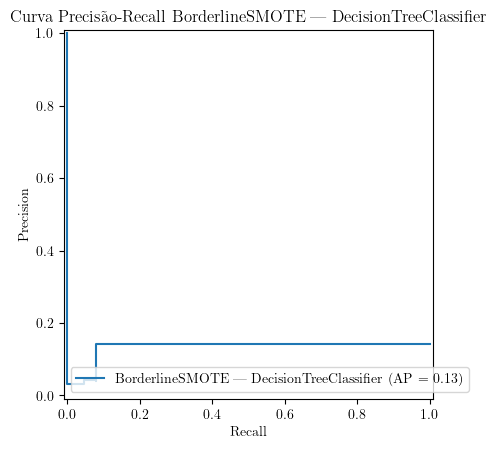 Curva Precisão-Recall BorderlineSMOTE — DecisionTreeClassifier
1.0
0.8
0.6
0.4
0.2
0.0
Precision
BorderlineSMOTE — DecisionTreeClassifier (AP = 0.13)
0.0 0.2 0.4 0.6 0.8 1.0
Recall